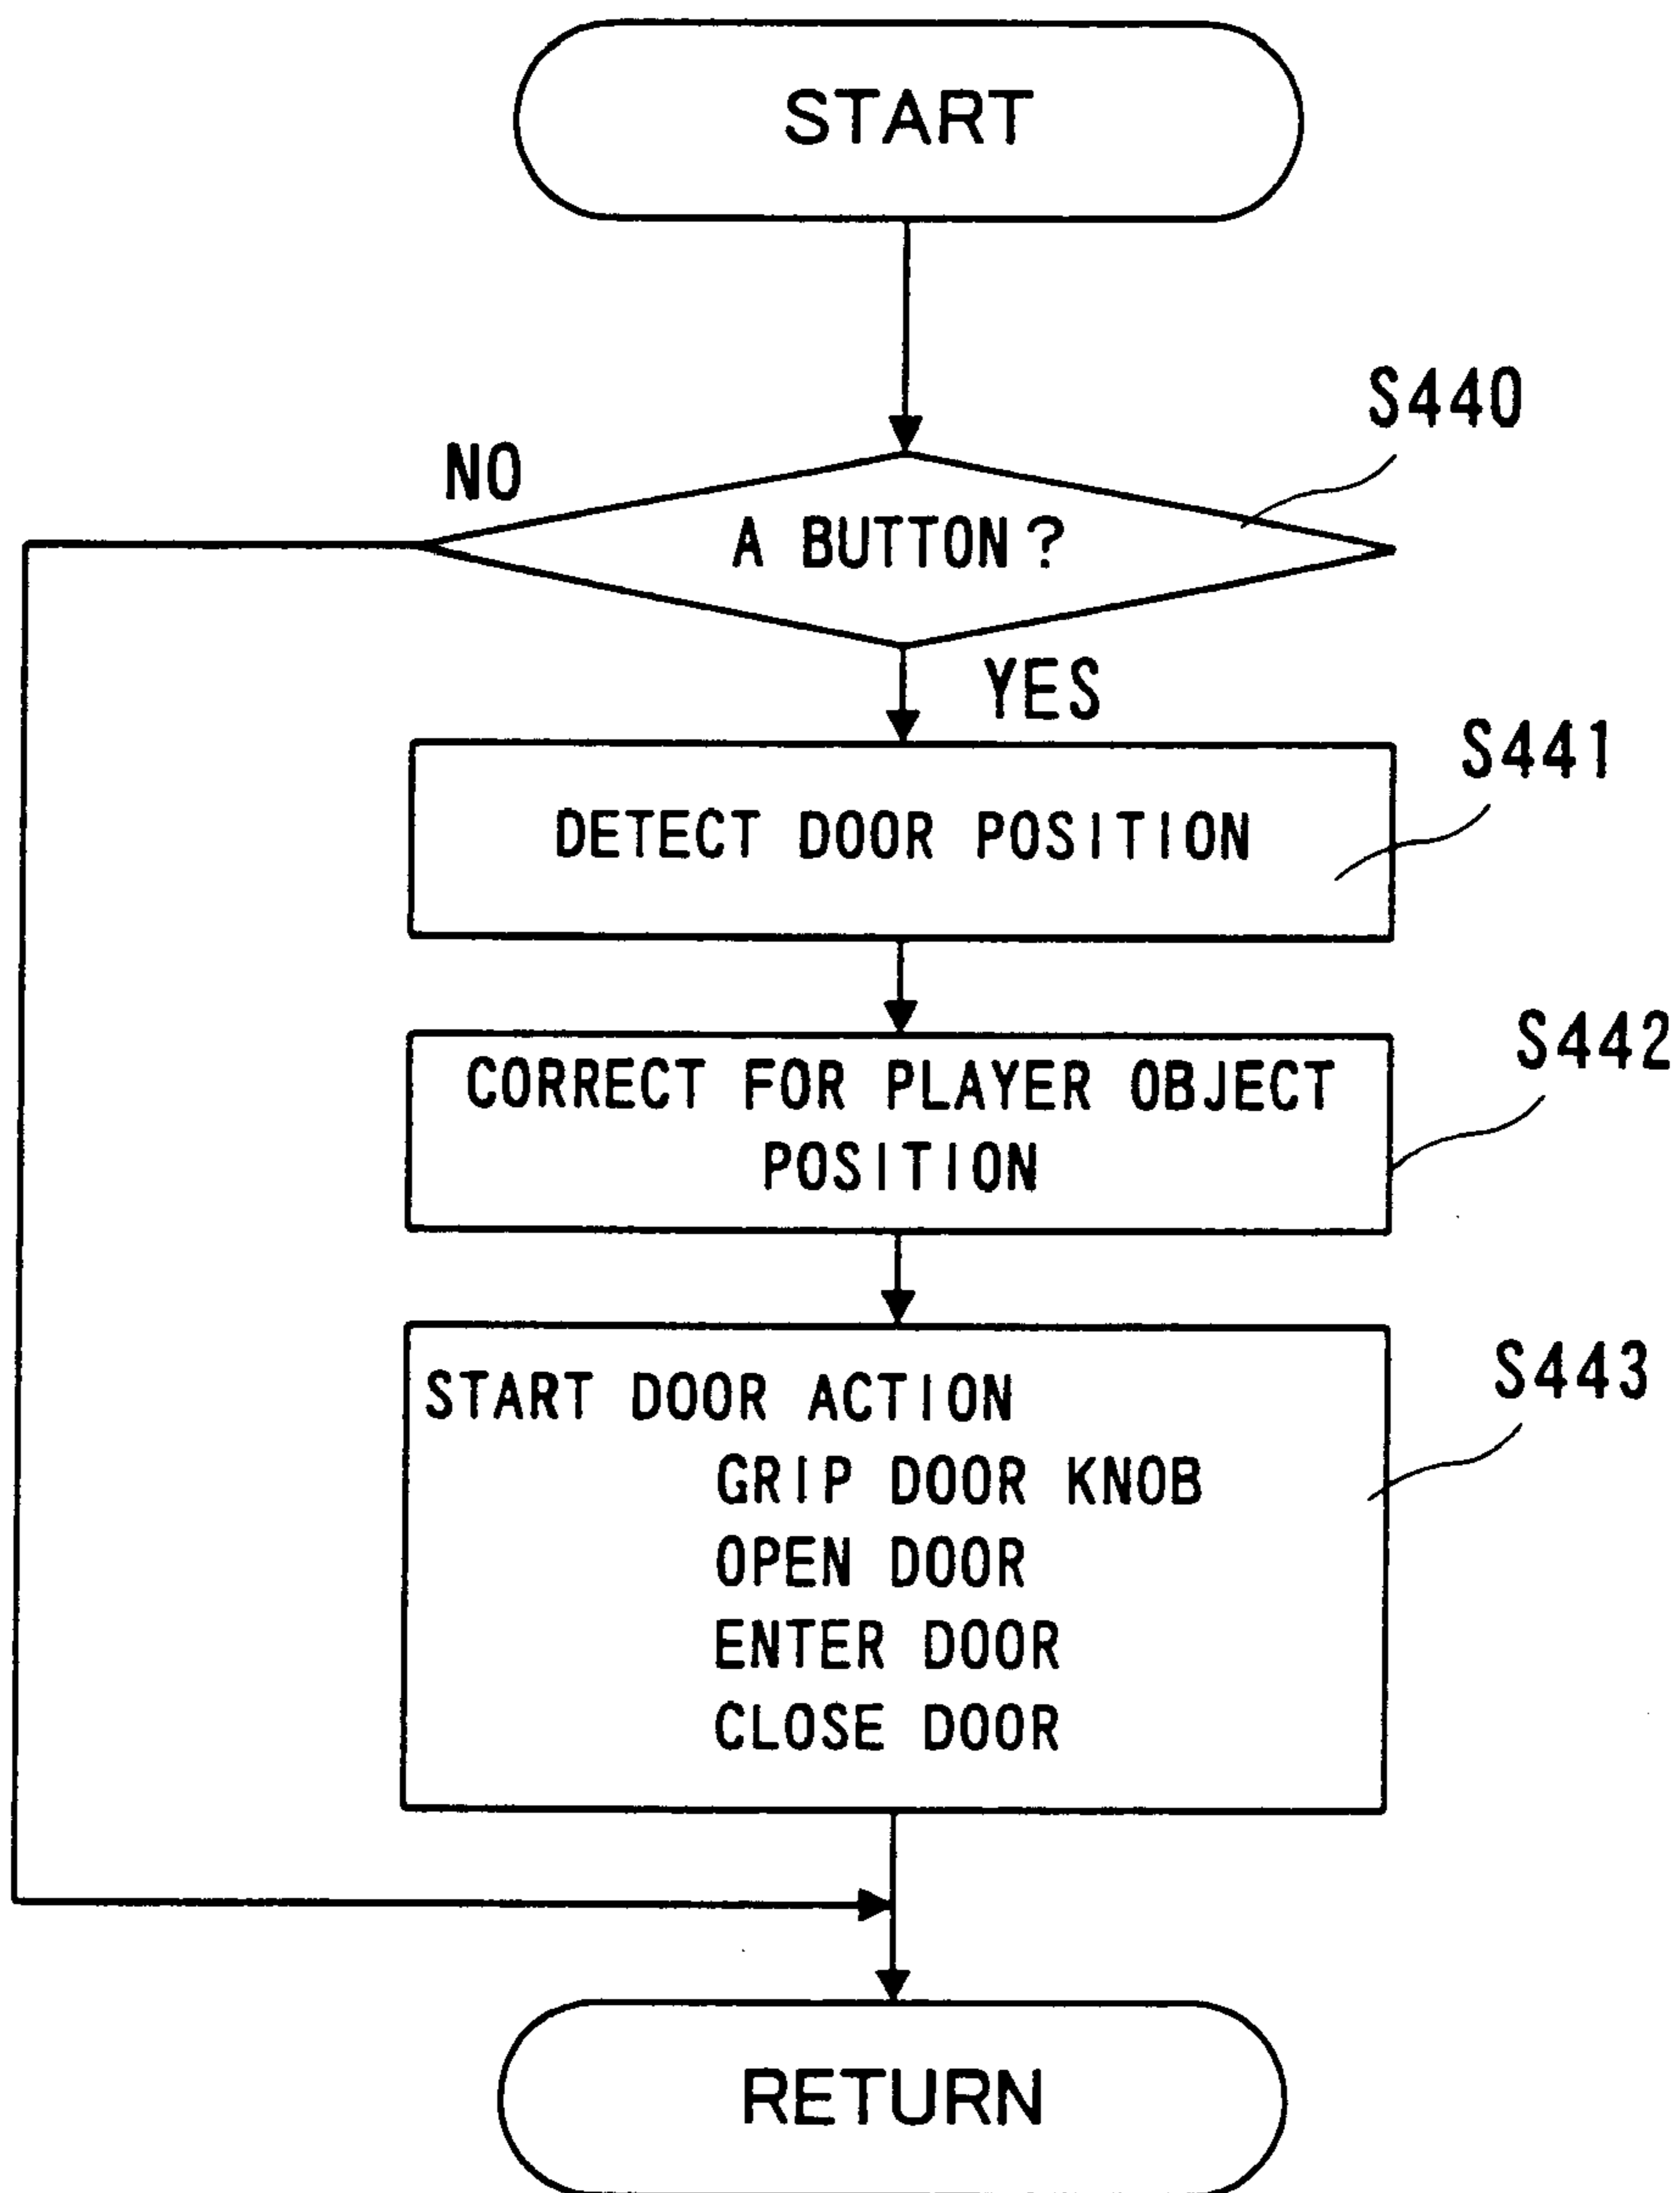 START
S440
NO
A BUTTON?
YES
S441
DETECT DOOR POSITION
S442
CORRECT FOR PLAYER OBJECT
POSITION
S443
START DOOR ACTION
GRIP DOOR KNOB
OPEN DOOR
ENTER DOOR
CLOSE DOOR
RETURN